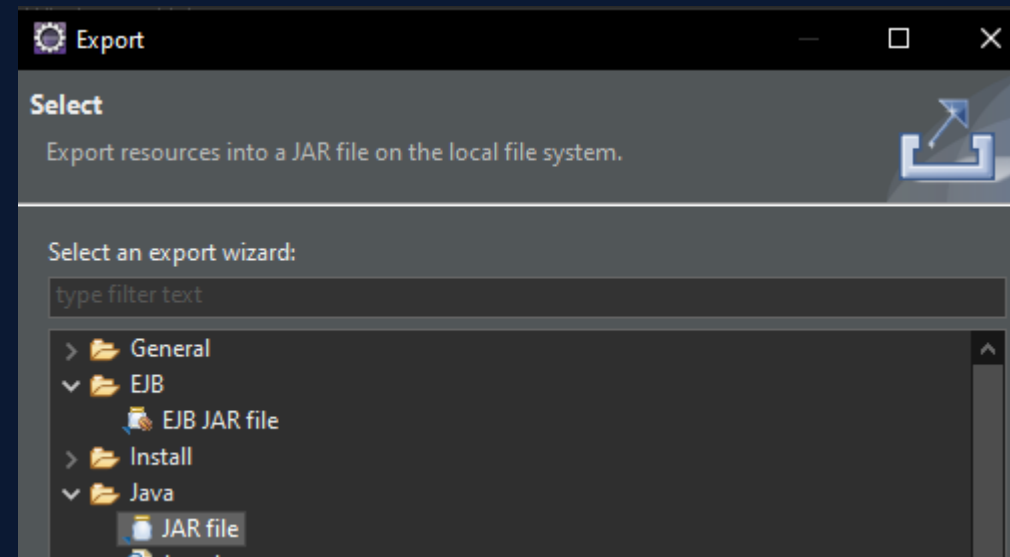 Export
Select
Export resources into a JAR file on the local file system.
Select an export wizard:
type filter text
General
EJB
EJB JAR file
Install
Java
JAR file